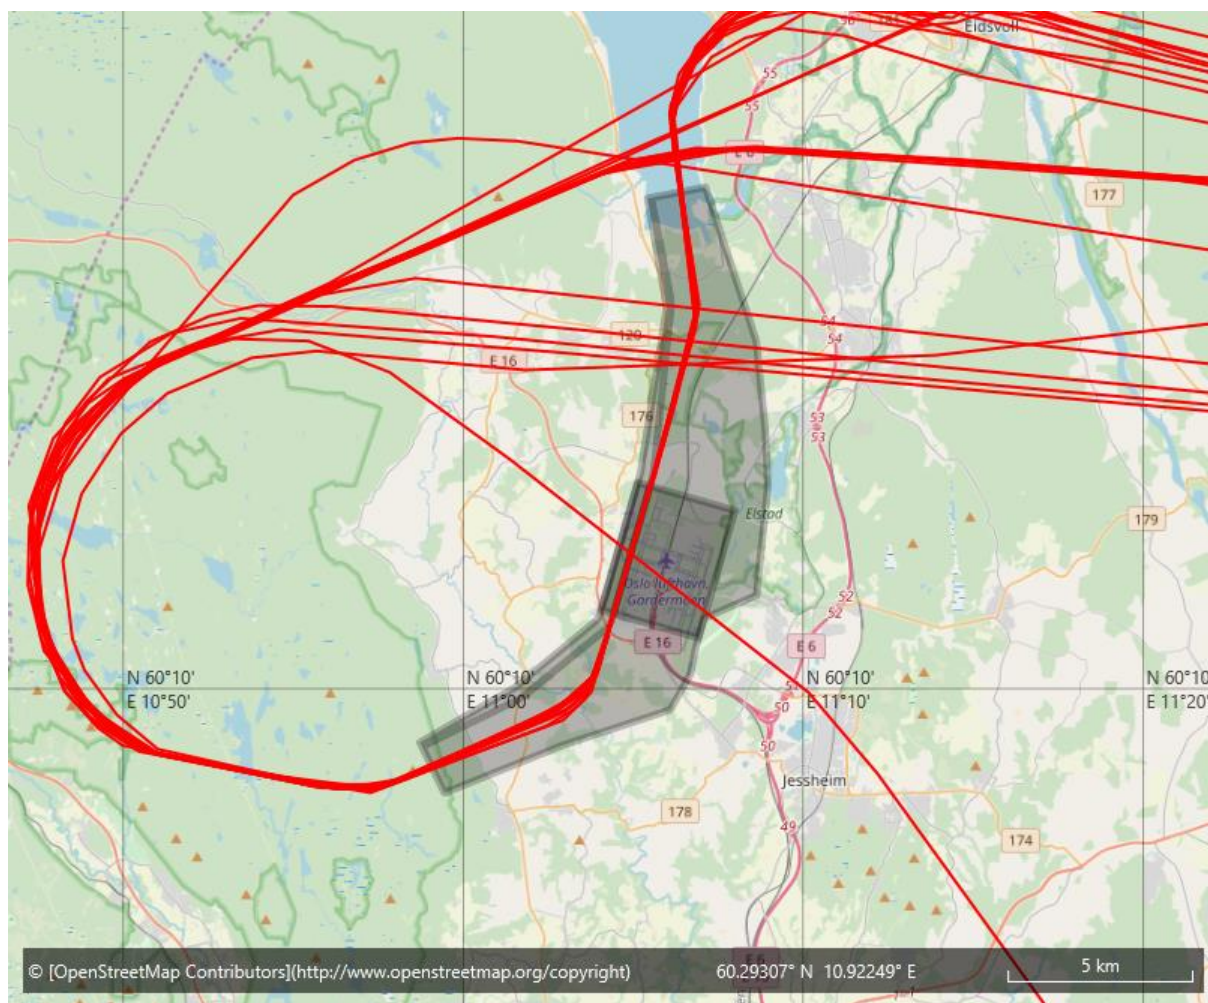 Eidsvoll
55
55
E 6
177
54
54
120
E 16
176
53
53
Elstad
179
Oslo lufthavn,
Gardermoen
52
52
E 16
E 6
N 60°10'
E 10°50'
N 60°10'
E 11°00'
N 60°10'
E 11°10'
N 60°10
E 11°20'
50
50
Jessheim
178
49
174
E 6
© [OpenStreetMap Contributors](http://www.openstreetmap.org/copyright)
60.29307° N 10.92249° E
5 km